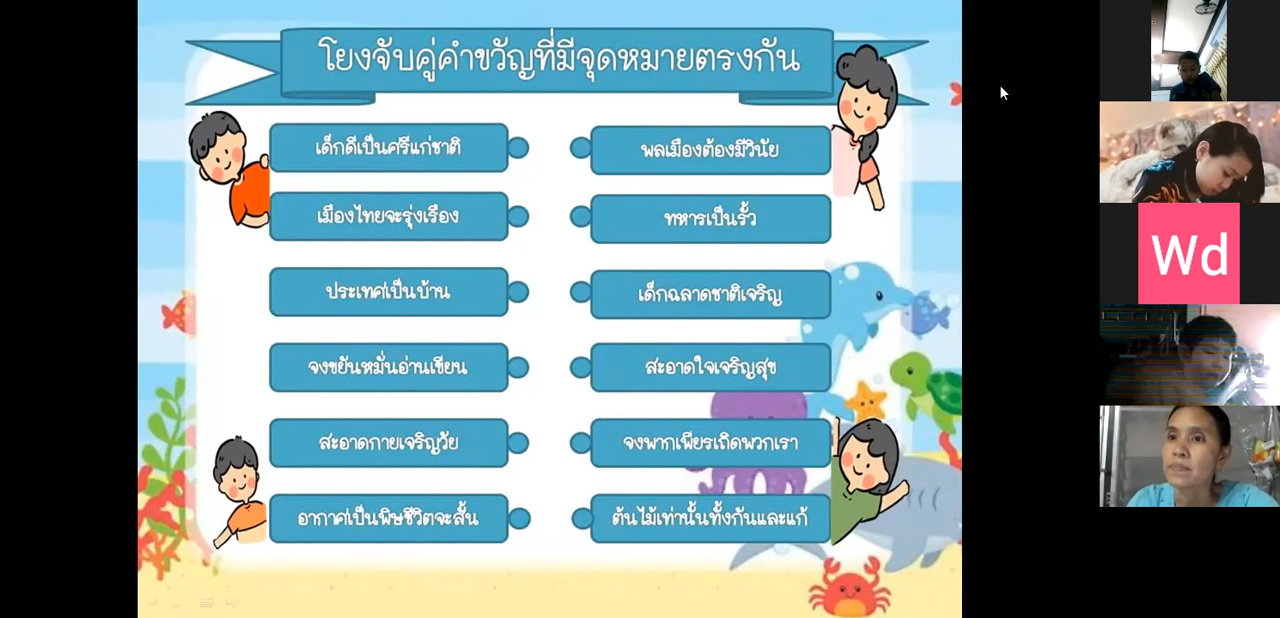 โยงจับคู่คำขวัญที่มีจุดหมายตรงกัน
เด็กดีเป็นศรีแก่ชาติ
พลเมืองต้องมีวินัย
เมืองไทยจะรุ่งเรือง
ทหารเป็นรั้ว
ประเทศเป็นบ้าน
เด็กฉลาดชาติเจริญ
จงขยันหมั่นอ่านเขียน
สะอาดใจเจริญสุข
สะอาดกายเจริญวัย
จงพากเพียรเถิดพวกเรา
อากาศเป็นพิษชีวิตจะสั้น
ต้นไม้เท่านั้นทั้งกันและแก้
Wd